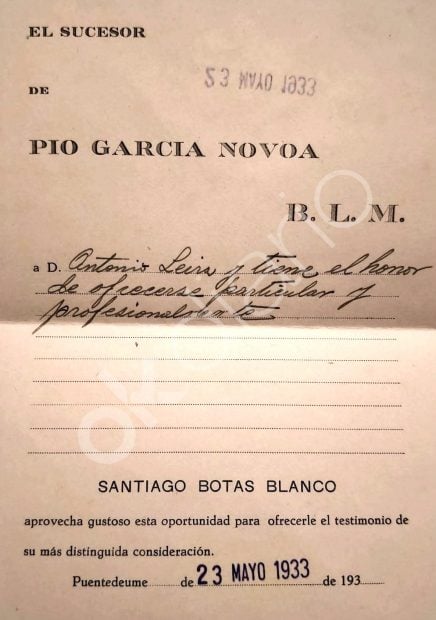 EL SUCESOR
23 MAYO 1933
DE
PIO GARCIA NOVOA
B. L. M.
a D. Antonio Leira y tiene el honor
de ofrecerse particular y
profesionalmente
SANTIAGO BOTAS BLANCO
aprovecha gustoso esta oportunidad para ofrecerle el testimonio de
su más distinguida consideración.
Puentedeume de 23 MAYO 1933 de 193
okdiario